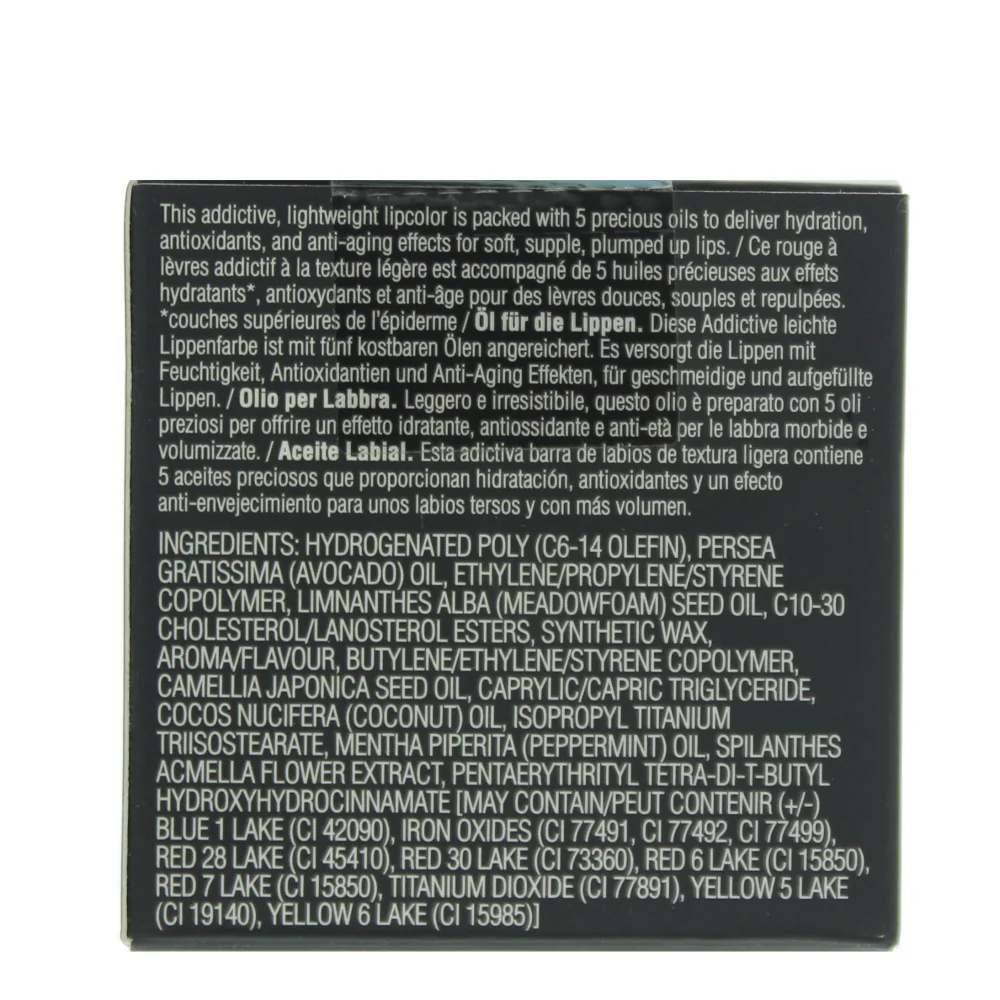 This addictive, lightweight lipcolor is packed with 5 precious oils to deliver hydration,
antioxidants, and anti-aging effects for soft, supple, plumped up lips. / Ce rouge à
lèvres addictif à la texture légère est accompagné de 5 huiles précieuses aux effets
hydratants*, antioxydants et anti-âge pour des lèvres douces, souples et repulpées.
*couches supérieures de l'épiderme / Öl für die Lippen. Diese Addictive leichte
Lippenfarbe ist mit fünf kostbaren Ölen angereichert. Es versorgt die Lippen mit
Feuchtigkeit, Antioxidantien und Anti-Aging Effekten, für geschmeidige und aufgefüllte
Lippen. / Olio per Labbra. Leggero e irresistibile, questo olio è preparato con 5 oli
preziosi per offrire un effetto idratante, antiossidante e anti-età per le labbra morbide e
volumizzate. / Aceite Labial. Esta adictiva barra de labios de textura ligera contiene
5 aceites preciosos que proporcionan hidratación, antioxidantes y un efecto
anti-envejecimiento para unos labios tersos y con más volumen.
INGREDIENTS: HYDROGENATED POLY (C6-14 OLEFIN), PERSEA
GRATISSIMA (AVOCADO) OIL, ETHYLENE/PROPYLENE/STYRENE
COPOLYMER, LIMNANTHES ALBA (MEADOWFOAM) SEED OIL, C10-30
CHOLESTEROL/LANOSTEROL ESTERS, SYNTHETIC WAX,
AROMA/FLAVOUR, BUTYLENE/ETHYLENE/STYRENE COPOLYMER,
CAMELLIA JAPONICA SEED OIL, CAPRYLIC/CAPRIC TRIGLYCERIDE,
COCOS NUCIFERA (COCONUT) OIL, ISOPROPYL TITANIUM
TRIISOSTEARATE, MENTHA PIPERITA (PEPPERMINT) OIL, SPILANTHES
ACMELLA FLOWER EXTRACT, PENTAERYTHRITYL TETRA-DI-T-BUTYL
HYDROXYHYDROCINNAMATE [MAY CONTAIN/PEUT CONTENIR (+/-)
BLUE 1 LAKE (CI 42090), IRON OXIDES (CI 77491, CI 77492, CI 77499),
RED 28 LAKE (CI 45410), RED 30 LAKE (CI 73360), RED 6 LAKE (CI 15850),
RED 7 LAKE (CI 15850), TITANIUM DIOXIDE (CI 77891), YELLOW 5 LAKE
(CI 19140), YELLOW 6 LAKE (CI 15985)]